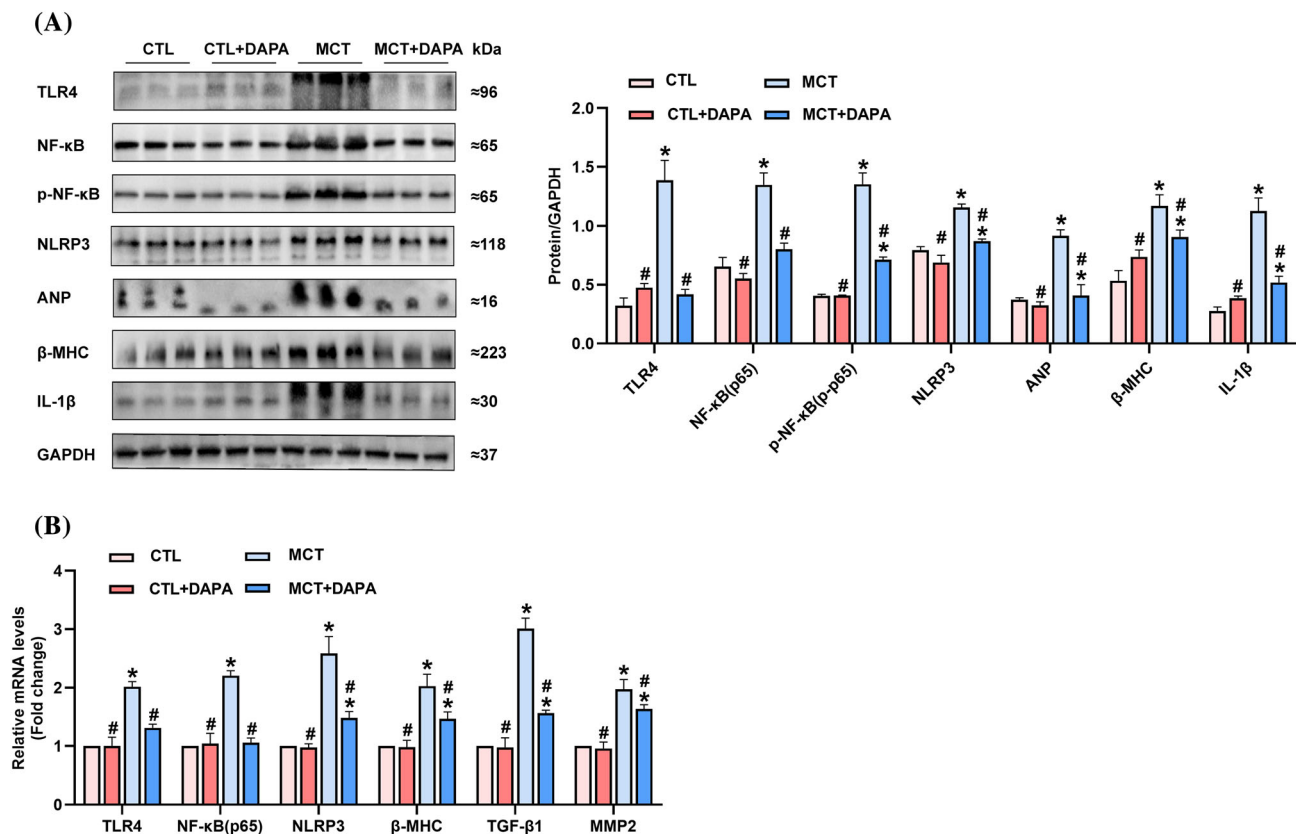 (A)
CTL CTL+DAPA MCT MCT+DAPA kDa
TLR4 ≈96
NF-κB ≈65
p-NF-κB ≈65
NLRP3 ≈118
ANP ≈16
β-MHC ≈223
IL-1β ≈30
GAPDH ≈37
CTL MCT
CTL+DAPA MCT+DAPA
Protein/GAPDH
2.0
1.5
1.0
0.5
0.0
# * #
# * #
# * # *
# * # *
# * # *
# * # *
# * # *
TLR4 NF-κB(p65) p-NF-κB(p-p65) NLRP3 ANP β-MHC IL-1β
(B)
CTL MCT
CTL+DAPA MCT+DAPA
Relative mRNA levels
(Fold change)
4
3
2
1
0
# * #
# * #
# * # *
# * # *
# * # *
# * # *
TLR4 NF-κB(p65) NLRP3 β-MHC TGF-β1 MMP2